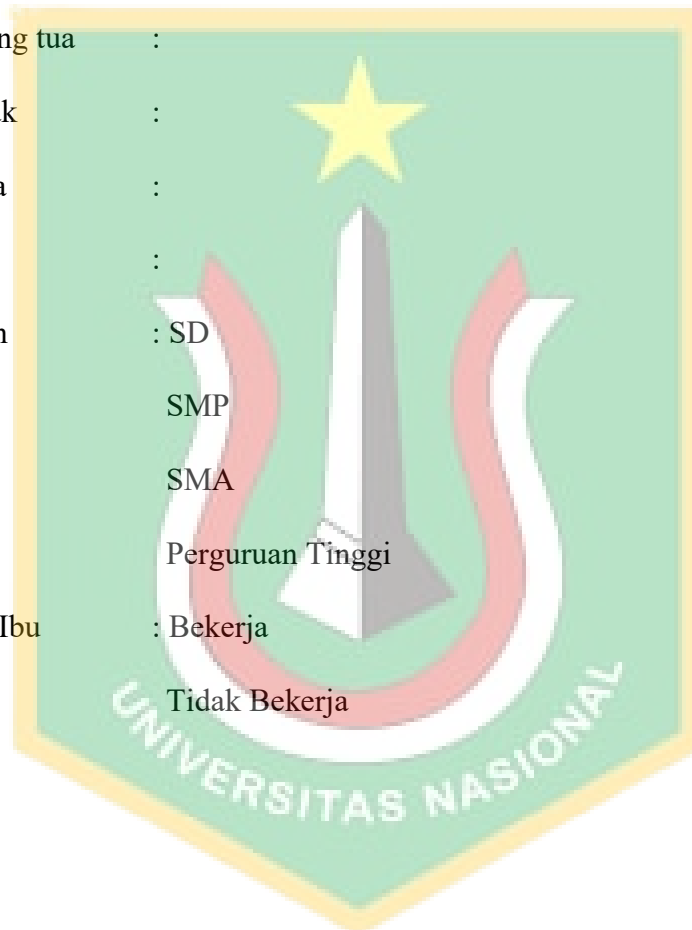 ng tua :
k :
a :
:
n : SD
SMP
SMA
Perguruan Tinggi
Ibu : Bekerja
Tidak Bekerja
UNIVERSITAS NASIONAL